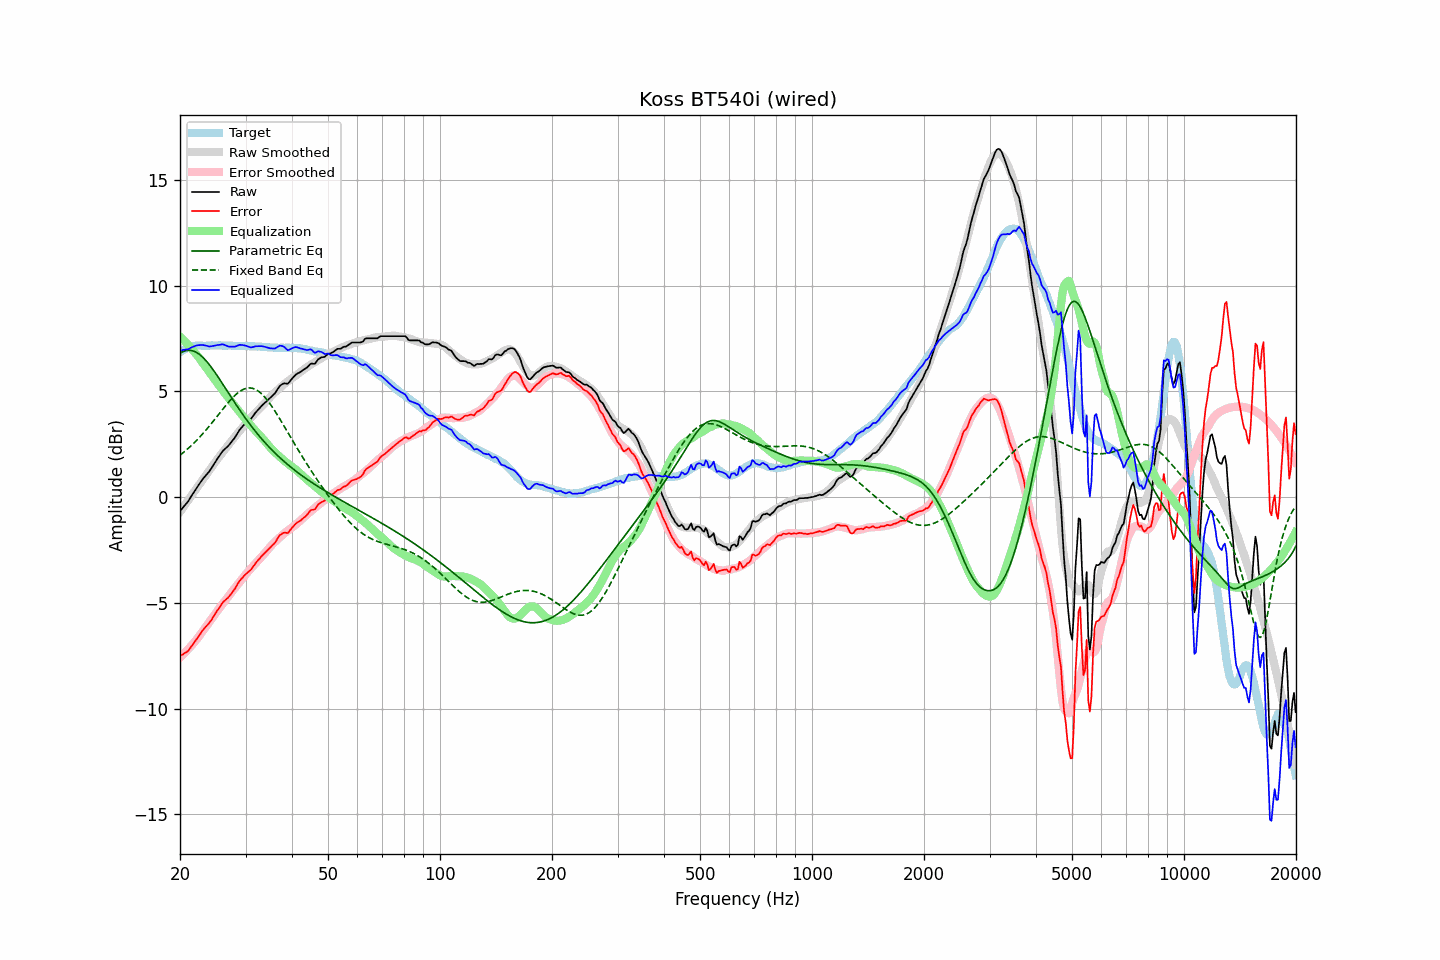 Koss BT540i (wired)
Target
Raw Smoothed
Error Smoothed
Raw
Error
Equalization
Parametric Eq
Fixed Band Eq
Equalized
Amplitude (dBr)
15
10
5
0
−5
−10
−15
20 50 100 200 500 1000 2000 5000 10000 20000
Frequency (Hz)